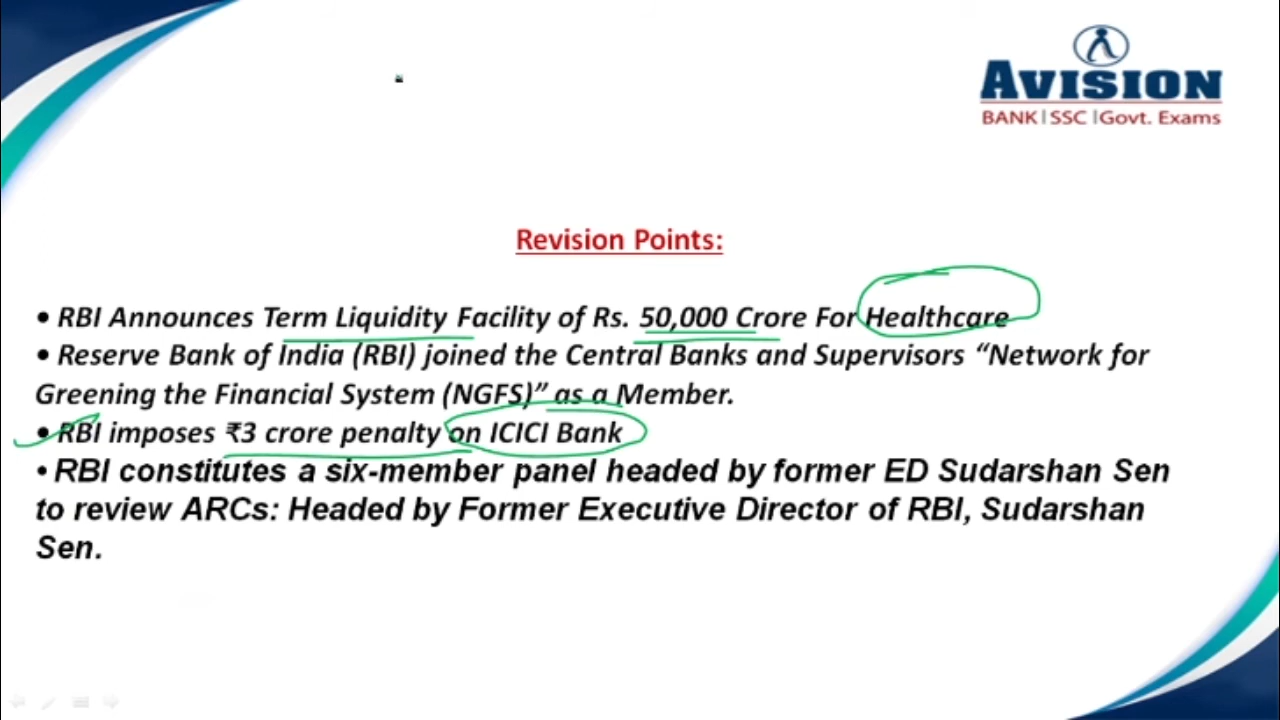 AVISION
BANK | SSC | Govt. Exams
Revision Points:
• RBI Announces Term Liquidity Facility of Rs. 50,000 Crore For Healthcare
• Reserve Bank of India (RBI) joined the Central Banks and Supervisors “Network for
Greening the Financial System (NGFS)” as a Member.
• RBI imposes ₹3 crore penalty on ICICI Bank
• RBI constitutes a six-member panel headed by former ED Sudarshan Sen
to review ARCs: Headed by Former Executive Director of RBI, Sudarshan
Sen.